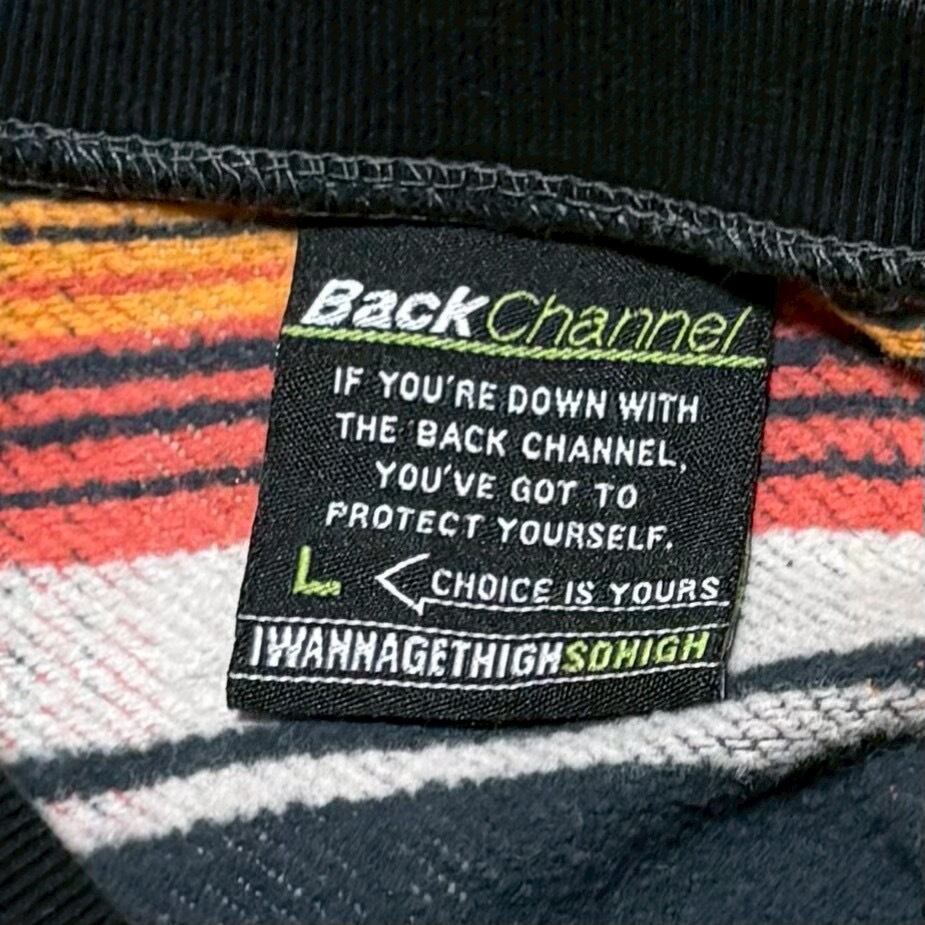 BackChannel
IF YOU'RE DOWN WITH
THE BACK CHANNEL,
YOU'VE GOT TO
PROTECT YOURSELF.
L CHOICE IS YOURS
IWANNAGETHIGHSOHIGH